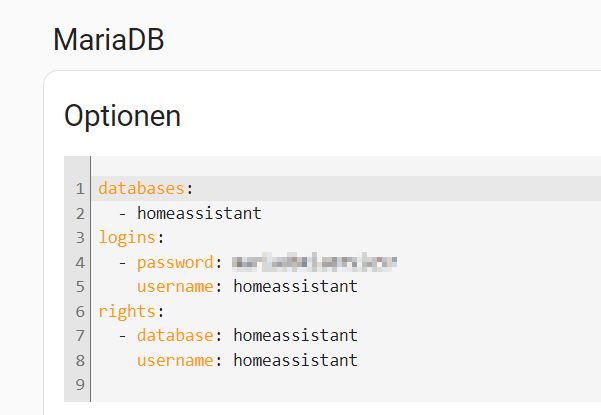 MariaDB
Optionen
1 databases:
2 - homeassistant
3 logins:
4 - password:
5 username: homeassistant
6 rights:
7 - database: homeassistant
8 username: homeassistant
9